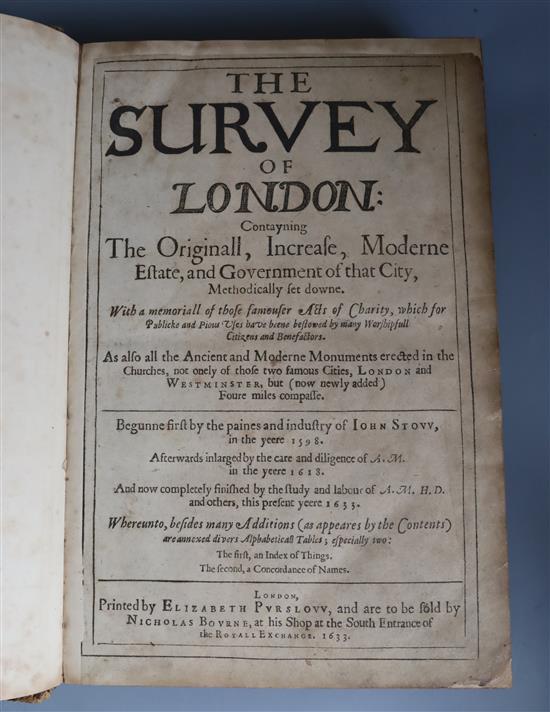 THE
SURVEY
OF
LONDON:
Contayning
The Originall, Increaſe, Moderne
Eſtate, and Government of that City,
Methodically ſet downe.
With a memoriall of thoſe famouſer Acts of Charity, which for
Publicke and Pious Vſes have beene beſtowed by many Worſhipfull
Citizens and Benefactors.
As alſo all the Ancient and Moderne Monuments erected in the
Churches, not onely of thoſe two famous Cities, LONDON and
WESTMINSTER, but (now newly added)
Foure miles compaſſe.
Begunne firſt by the paines and induſtry of IOHN STOVV,
in the yeere 1598.
Afterwards inlarged by the care and diligence of A.M.
in the yeere 1618.
And now completely finiſhed by the ſtudy and labour of A.M. H.D.
and others, this preſent yeere 1633.
Whereunto, beſides many Additions (as appeares by the Contents)
are annexed divers Alphabeticall Tables; eſpecially two:
The firſt, an Index of Things.
The ſecond, a Concordance of Names.
LONDON,
Printed by ELIZABETH PVRSLOVV, and are to be ſold by
NICHOLAS BOVRNE, at his Shop at the South Entrance of
the ROYALL EXCHANGE. 1633.